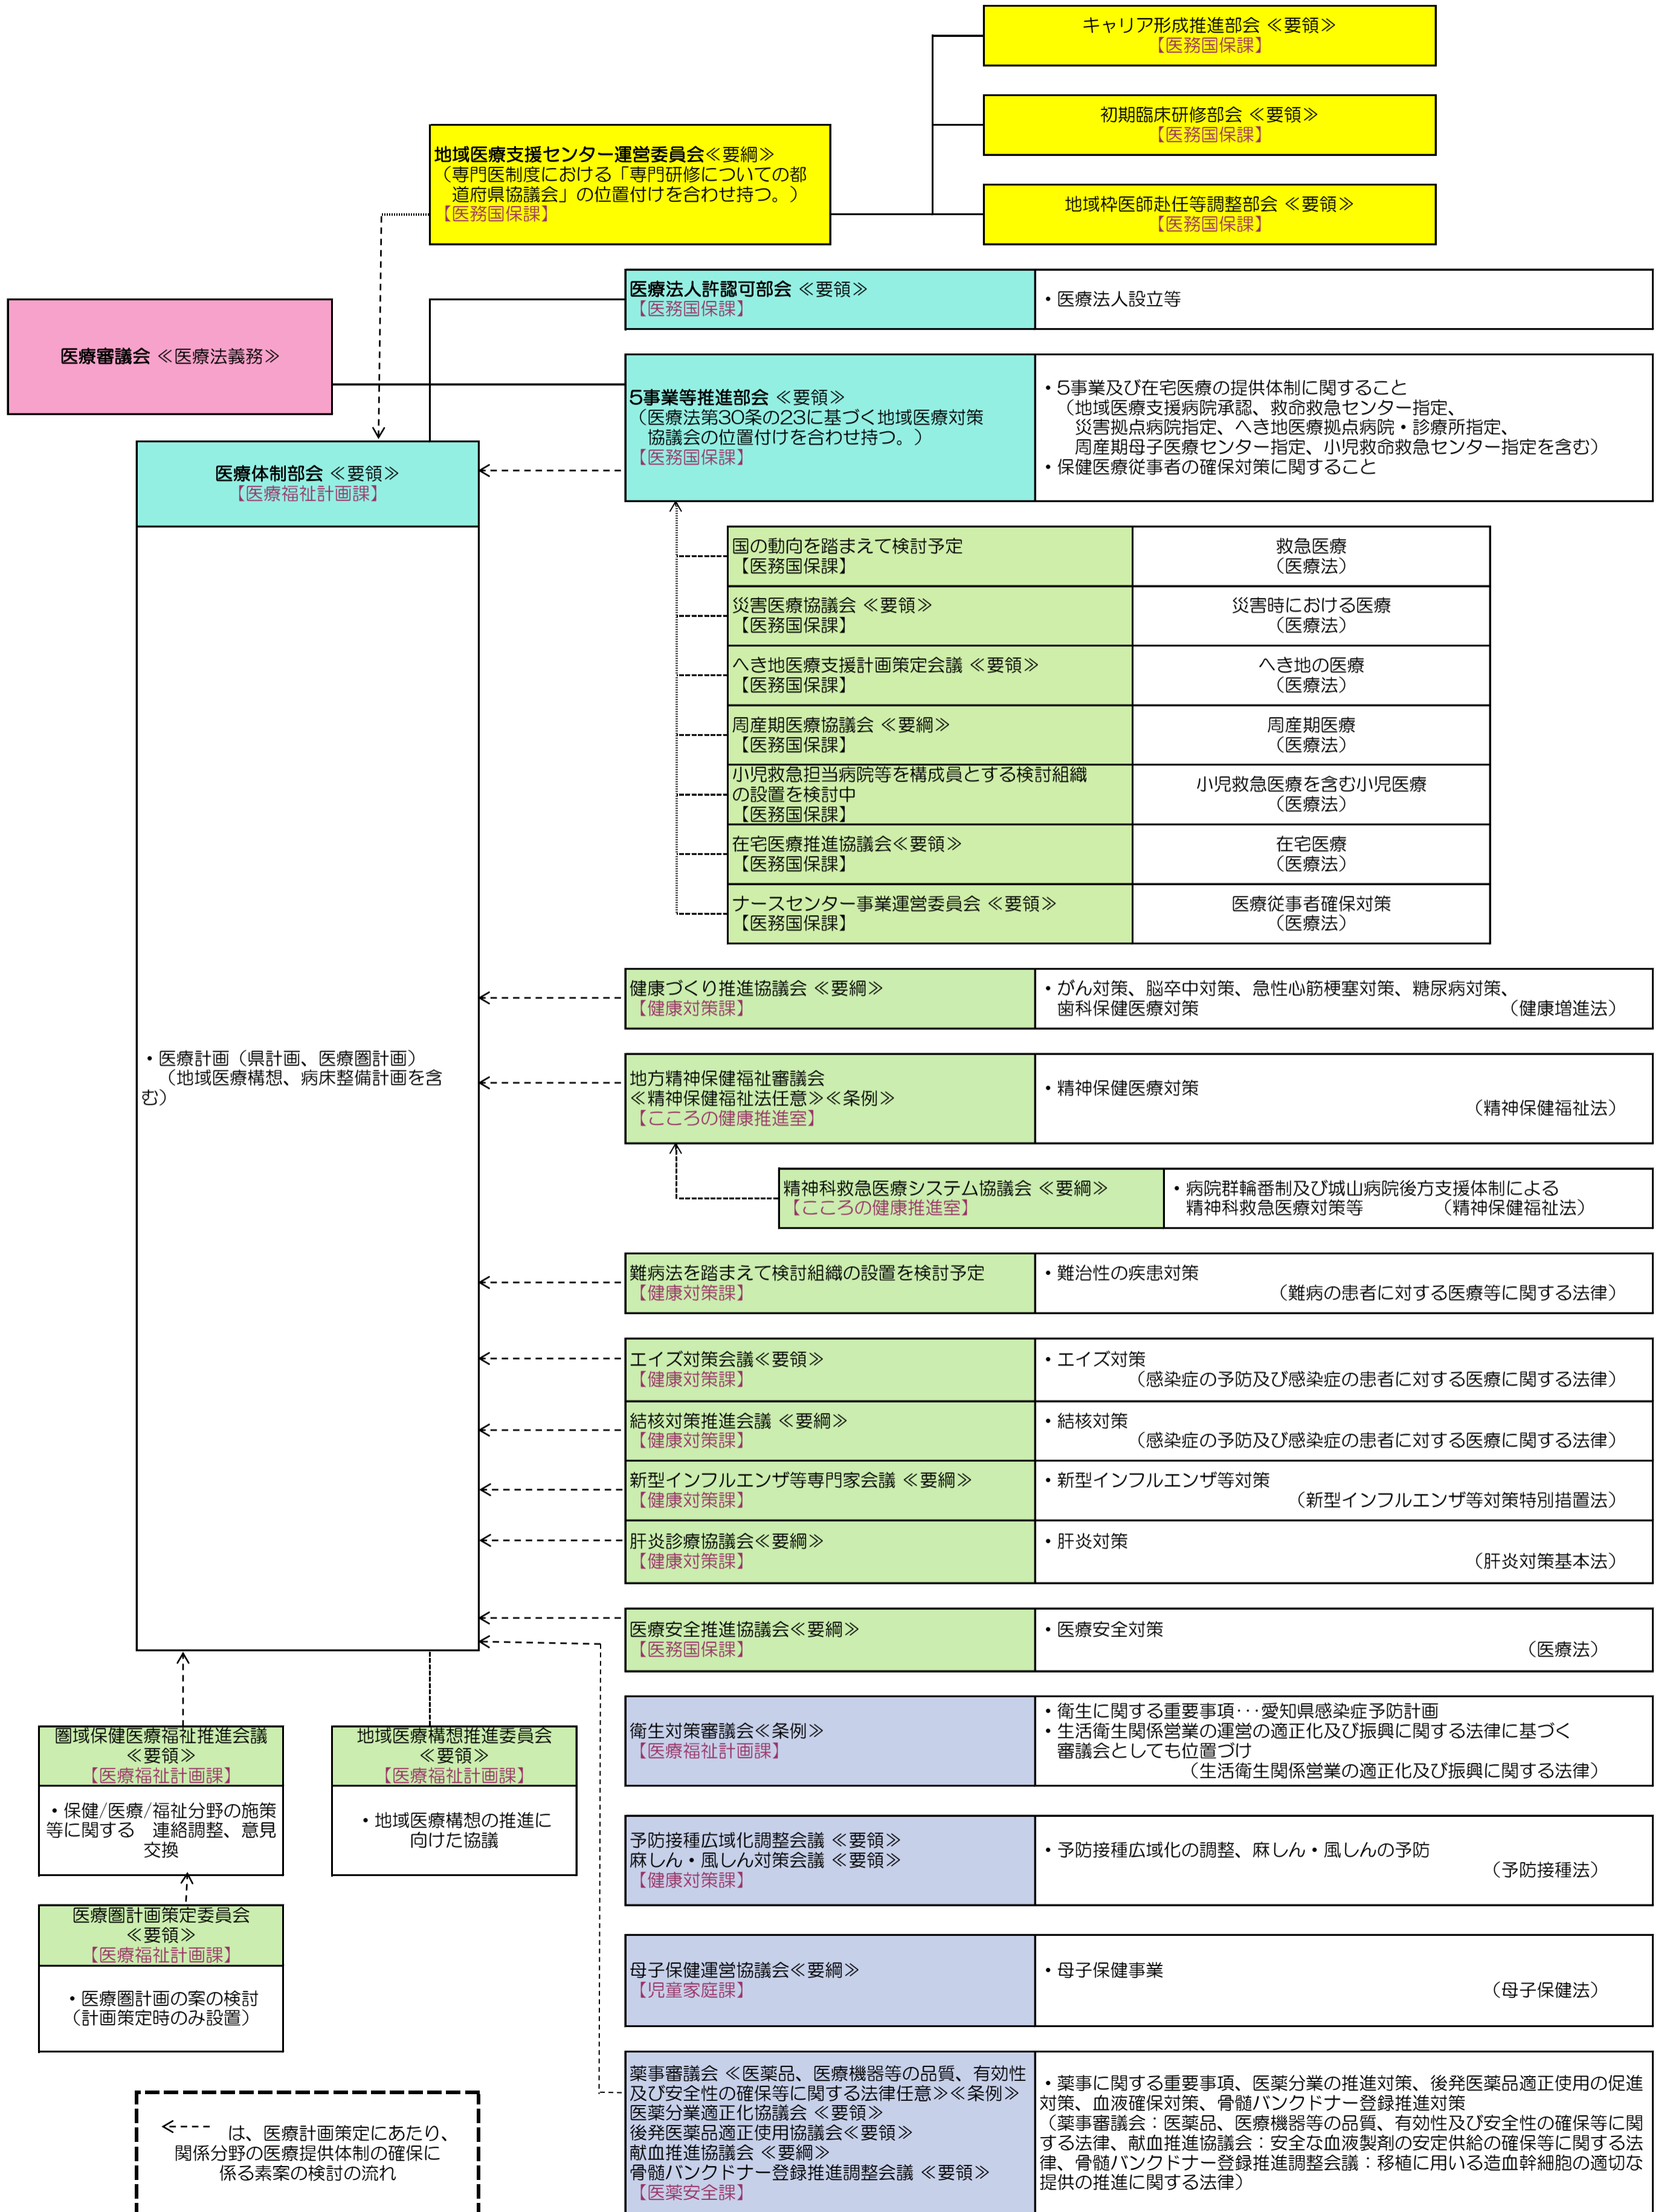 キャリア形成推進部会 ≪要領≫
【医務国保課】
初期臨床研修部会 ≪要領≫
【医務国保課】
地域医療支援センター運営委員会≪要綱≫
（専門医制度における「専門研修についての都
道府県協議会」の位置付けを合わせ持つ。）
【医務国保課】
地域枠医師赴任等調整部会 ≪要領≫
【医務国保課】
医療法人許認可部会 ≪要領≫
【医務国保課】
・医療法人設立等
医療審議会 ≪医療法義務≫
5事業等推進部会 ≪要領≫
（医療法第30条の23に基づく地域医療対策
協議会の位置付けを合わせ持つ。）
【医務国保課】
・5事業及び在宅医療の提供体制に関すること
（地域医療支援病院承認、救命救急センター指定、
災害拠点病院指定、へき地医療拠点病院・診療所指定、
周産期母子医療センター指定、小児救命救急センター指定を含む）
・保健医療従事者の確保対策に関すること
医療体制部会 ≪要領≫
【医療福祉計画課】
国の動向を踏まえて検討予定
【医務国保課】
救急医療
（医療法）
災害医療協議会 ≪要領≫
【医務国保課】
災害時における医療
（医療法）
へき地医療支援計画策定会議 ≪要領≫
【医務国保課】
へき地の医療
（医療法）
周産期医療協議会 ≪要綱≫
【医務国保課】
周産期医療
（医療法）
小児救急担当病院等を構成員とする検討組織
の設置を検討中
【医務国保課】
小児救急医療を含む小児医療
（医療法）
在宅医療推進協議会≪要領≫
【医務国保課】
在宅医療
（医療法）
ナースセンター事業運営委員会 ≪要領≫
【医務国保課】
医療従事者確保対策
（医療法）
健康づくり推進協議会 ≪要綱≫
【健康対策課】
・がん対策、脳卒中対策、急性心筋梗塞対策、糖尿病対策、
歯科保健医療対策 （健康増進法）
・医療計画（県計画、医療圏計画）
（地域医療構想、病床整備計画を含
む）
地方精神保健福祉審議会
≪精神保健福祉法任意≫≪条例≫
【こころの健康推進室】
・精神保健医療対策
（精神保健福祉法）
精神科救急医療システム協議会 ≪要綱≫
【こころの健康推進室】
・病院群輪番制及び城山病院後方支援体制による
精神科救急医療対策等 （精神保健福祉法）
難病法を踏まえて検討組織の設置を検討予定
【健康対策課】
・難治性の疾患対策
（難病の患者に対する医療等に関する法律）
エイズ対策会議≪要領≫
【健康対策課】
・エイズ対策
（感染症の予防及び感染症の患者に対する医療に関する法律）
結核対策推進会議 ≪要綱≫
【健康対策課】
・結核対策
（感染症の予防及び感染症の患者に対する医療に関する法律）
新型インフルエンザ等専門家会議 ≪要綱≫
【健康対策課】
・新型インフルエンザ等対策
（新型インフルエンザ等対策特別措置法）
肝炎診療協議会≪要綱≫
【健康対策課】
・肝炎対策
（肝炎対策基本法）
医療安全推進協議会≪要綱≫
【医務国保課】
・医療安全対策
（医療法）
衛生対策審議会≪条例≫
【医療福祉計画課】
・衛生に関する重要事項･･･愛知県感染症予防計画
・生活衛生関係営業の運営の適正化及び振興に関する法律に基づく
審議会としても位置づけ
（生活衛生関係営業の適正化及び振興に関する法律）
圏域保健医療福祉推進会議
≪要領≫
【医療福祉計画課】
・保健/医療/福祉分野の施策
等に関する　連絡調整、意見
交換
地域医療構想推進委員会
≪要領≫
【医療福祉計画課】
・地域医療構想の推進に
向けた協議
予防接種広域化調整会議 ≪要領≫
麻しん・風しん対策会議 ≪要領≫
【健康対策課】
・予防接種広域化の調整、麻しん・風しんの予防
（予防接種法）
医療圏計画策定委員会
≪要領≫
【医療福祉計画課】
・医療圏計画の案の検討
（計画策定時のみ設置）
母子保健運営協議会≪要綱≫
【児童家庭課】
・母子保健事業
（母子保健法）
薬事審議会 ≪医薬品、医療機器等の品質、有効性
及び安全性の確保等に関する法律任意≫≪条例≫
医薬分業適正化協議会 ≪要領≫
後発医薬品適正使用協議会≪要領≫
献血推進協議会 ≪要綱≫
骨髄バンクドナー登録推進調整会議 ≪要領≫
【医薬安全課】
・薬事に関する重要事項、医薬分業の推進対策、後発医薬品適正使用の促進
対策、血液確保対策、骨髄バンクドナー登録推進対策
（薬事審議会：医薬品、医療機器等の品質、有効性及び安全性の確保等に関
する法律、献血推進協議会：安全な血液製剤の安定供給の確保等に関する法
律、骨髄バンクドナー登録推進調整会議：移植に用いる造血幹細胞の適切な
提供の推進に関する法律）
は、医療計画策定にあたり、
関係分野の医療提供体制の確保に
係る素案の検討の流れ